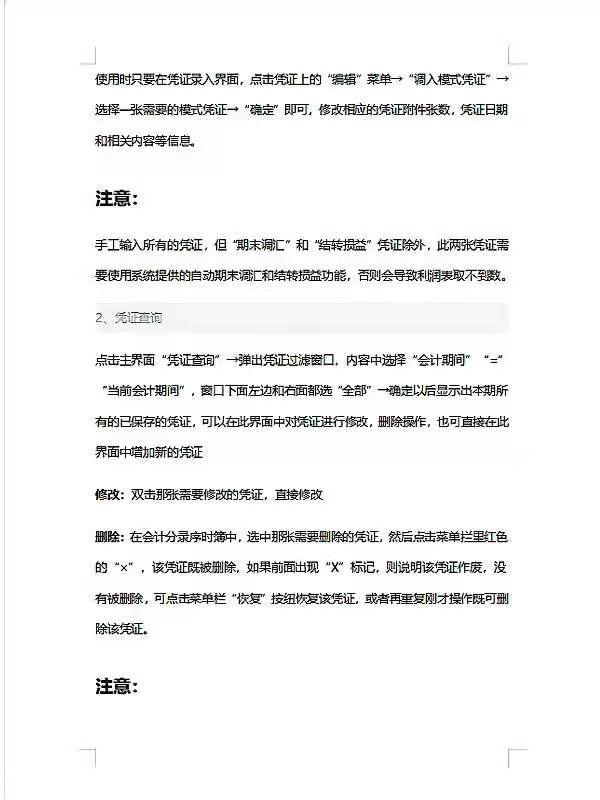 使用时只要在凭证录入界面，点击凭证上的“编辑”菜单→“调入模式凭证”→
选择一张需要的模式凭证→“确定”即可，修改相应的凭证附件张数，凭证日期
和相关内容等信息。
注意：
手工输入所有的凭证，但“期末调汇”和“结转损益”凭证除外，此两张凭证需
要使用系统提供的自动期末调汇和结转损益功能，否则会导致利润表取不到数。
2、凭证查询
点击主界面“凭证查询”→弹出凭证过滤窗口，内容中选择“会计期间”“=”
“当前会计期间”，窗口下面左边和右面都选“全部”→确定以后显示出本期所
有的已保存的凭证，可以在此界面中对凭证进行修改，删除操作，也可直接在此
界面中增加新的凭证
修改：双击那张需要修改的凭证，直接修改
删除：在会计分录序时簿中，选中那张需要删除的凭证，然后点击菜单栏里红色
的“×”，该凭证既被删除，如果前面出现“X”标记，则说明该凭证作废，没
有被删除，可点击菜单栏“恢复”按纽恢复该凭证，或者再重复刚才操作既可删
除该凭证。
注意：